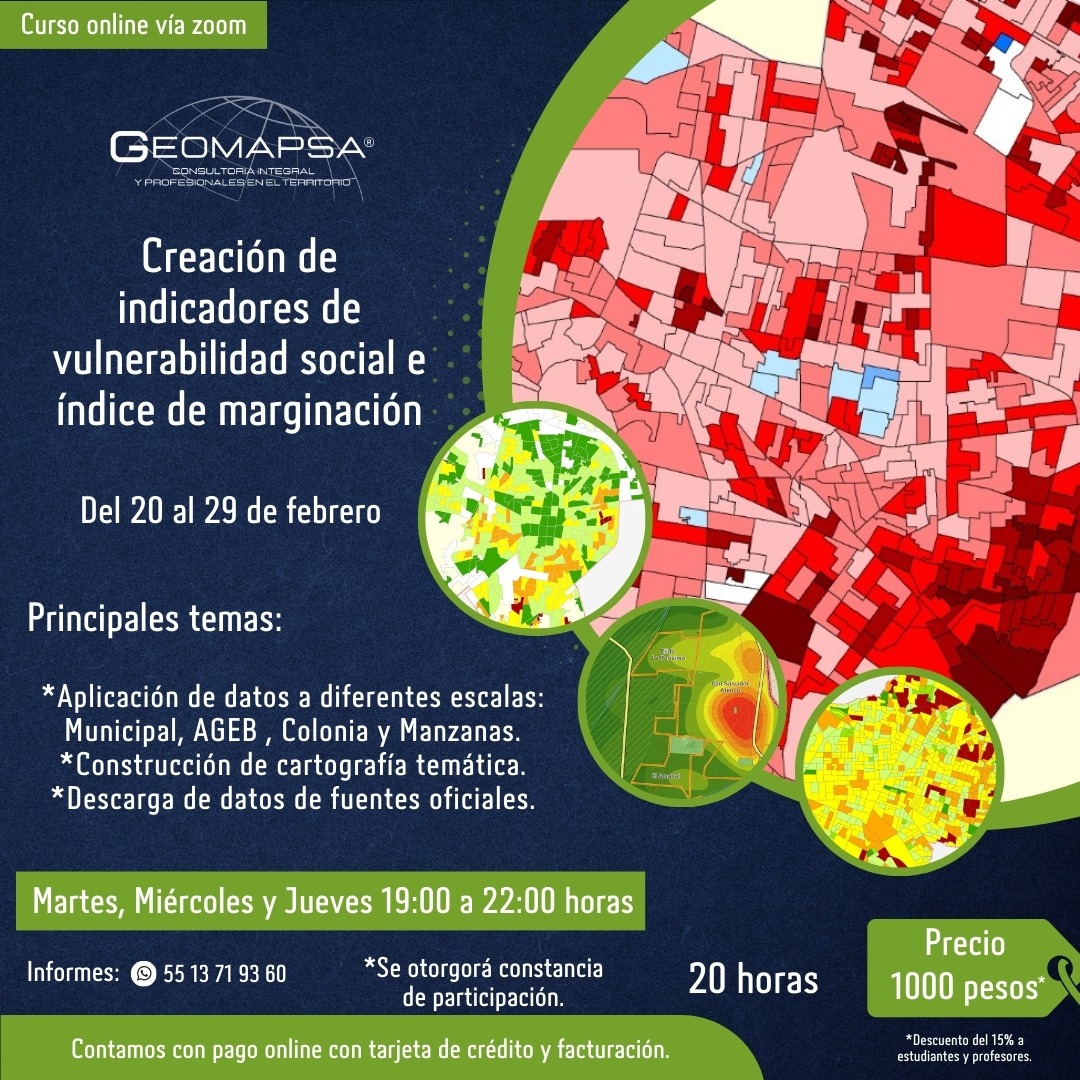 Curso online vía zoom
GEOMAPSA®
CONSULTORÍA INTEGRAL
Y PROFESIONALES EN EL TERRITORIO
Creación de
indicadores de
vulnerabilidad social e
índice de marginación
Del 20 al 29 de febrero
Principales temas:
*Aplicación de datos a diferentes escalas:
Municipal, AGEB , Colonia y Manzanas.
*Construcción de cartografía temática.
*Descarga de datos de fuentes oficiales.
San Salvador
Atenco
Martes, Miércoles y Jueves 19:00 a 22:00 horas
Informes: 55 13 71 93 60
*Se otorgorá constancia
de participación.
20 horas
Precio
1000 pesos*
*Descuento del 15% a
estudiantes y profesores.
Contamos con pago online con tarjeta de crédito y facturación.